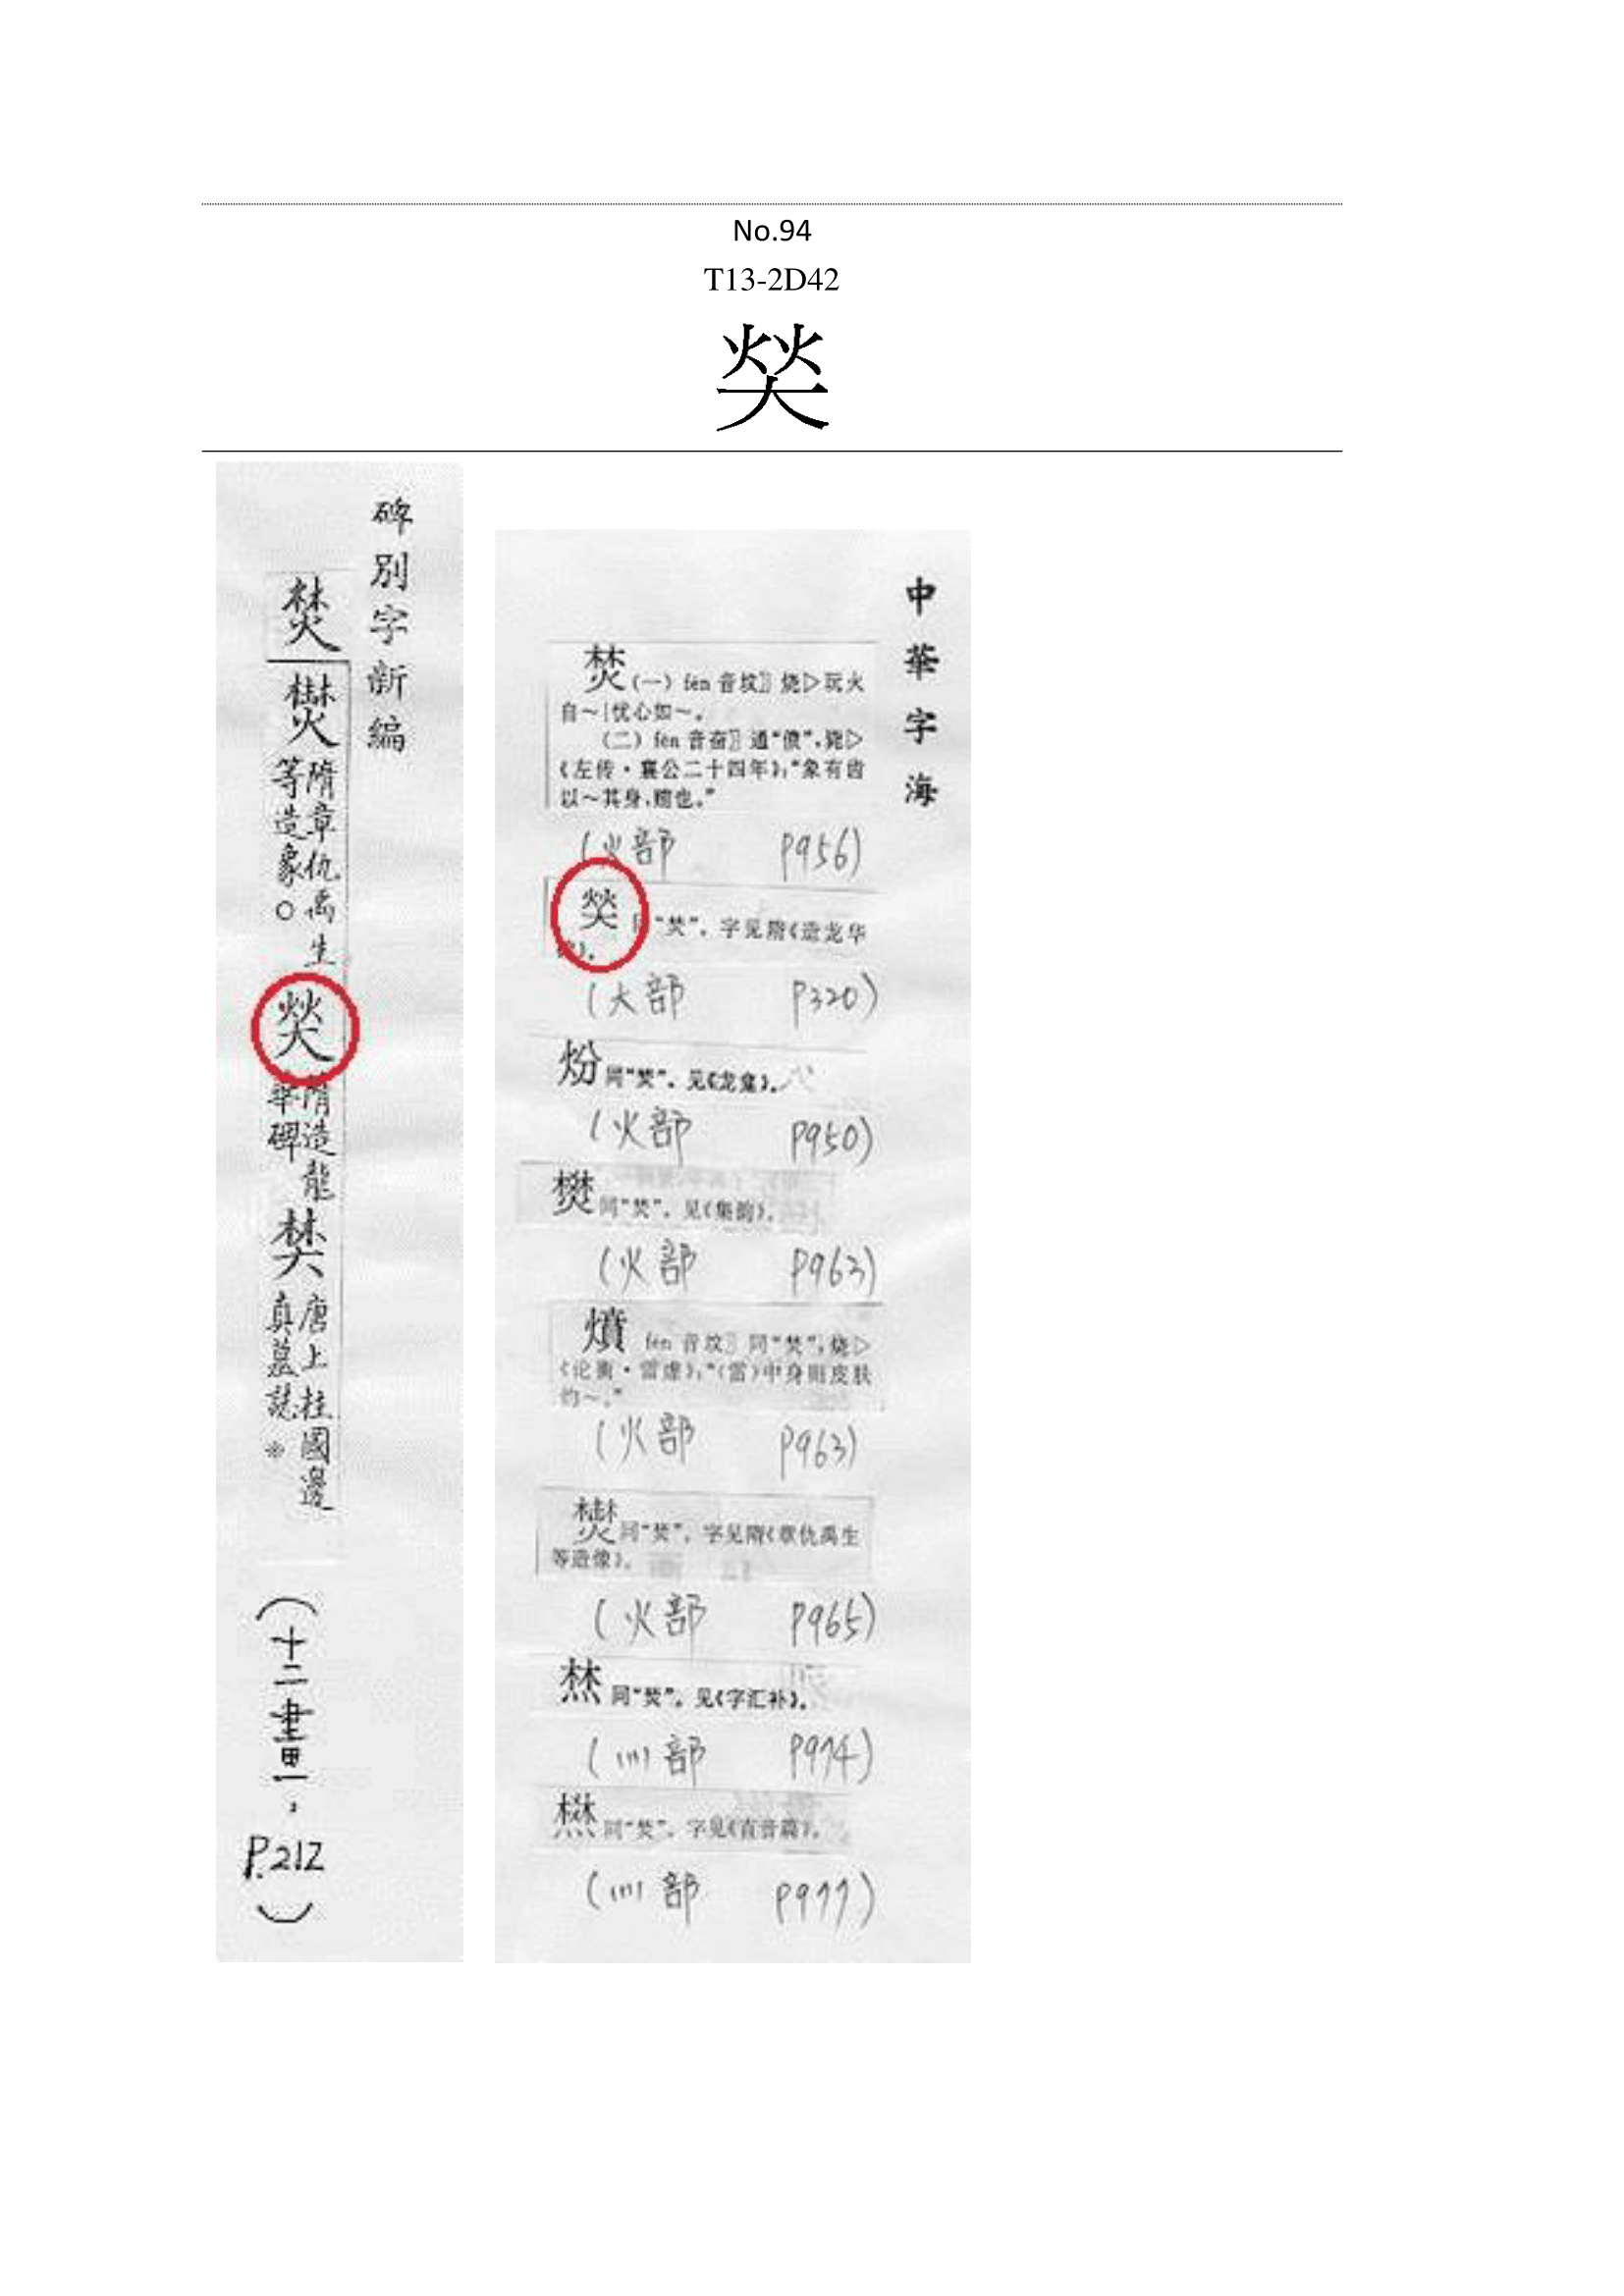 No.94
T13-2D42
𤇾大
碑別字新編
焚
隋章仇禹生
等造象○
隋造龍
華碑
唐上柱國邊
真墓誌※
(十二畫,
P.212
)
中華字海
焚(一) fén 音坟〗烧▷玩火
自～|忧心如～。
(二) fèn 音奋〗通“偾”,毙▷
《左传·襄公二十四年》:“象有齿
以～其身,贿也。”
(火部 P956)
同“焚”。字见隋《造龙华
碑》。
(大部 P320)
炃同“焚”。见《龙龛》。
(火部 P950)
同“焚”。见《集韵》。
(火部 P963)
燌 fén 音坟〗同“焚”,烧▷
《论衡·雷虚》:“(雷)中身则皮肤
灼～。”
(火部 P963)
同“焚”。字见隋《章仇禹生
等造像》。
(火部 P965)
同“焚”。见《字汇补》。
(灬部 P974)
同“焚”。字见《直音篇》。
(灬部 P977)